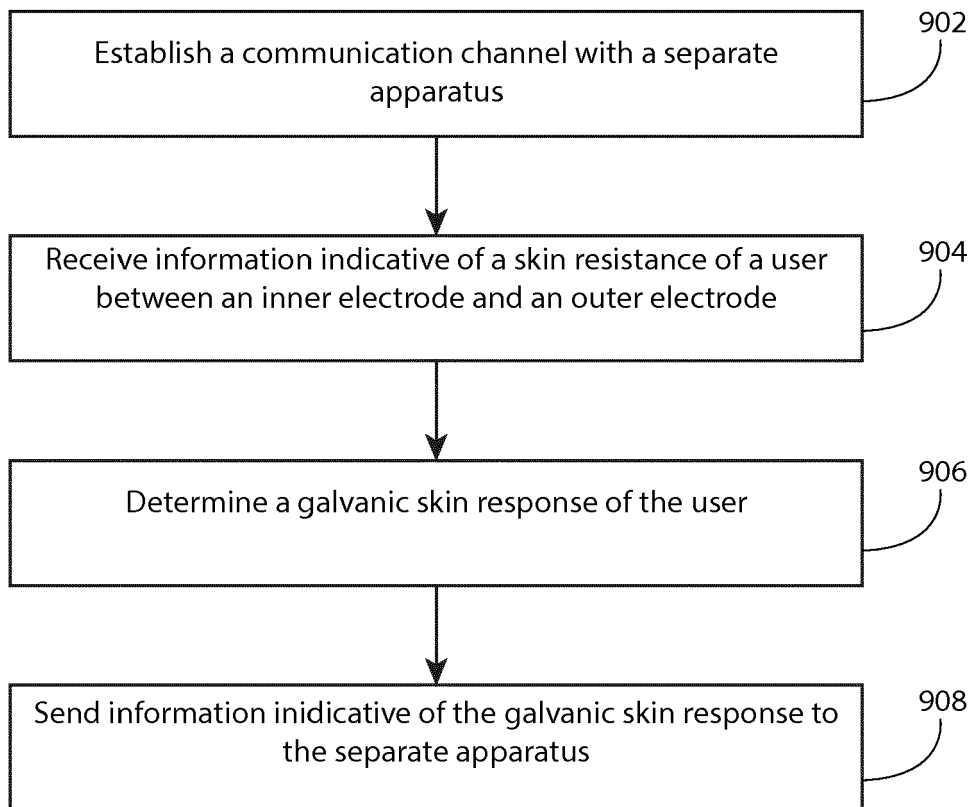 902
Establish a communication channel with a separate
apparatus
904
Receive information indicative of a skin resistance of a user
between an inner electrode and an outer electrode
906
Determine a galvanic skin response of the user
908
Send information inidicative of the galvanic skin response to
the separate apparatus